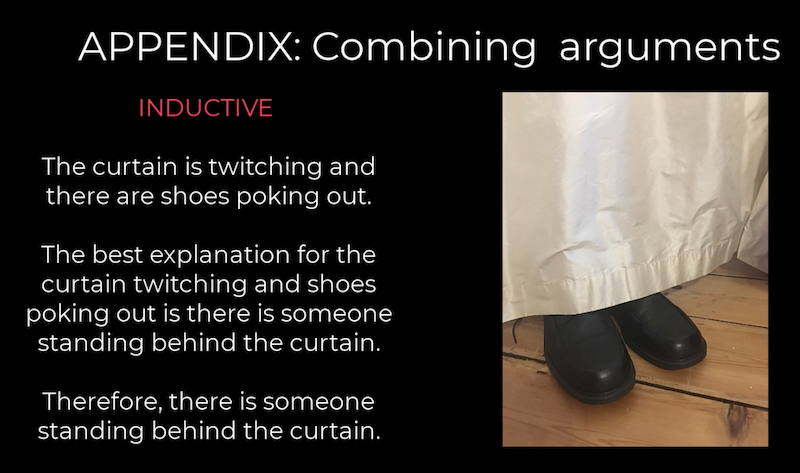 APPENDIX: Combining arguments
INDUCTIVE
The curtain is twitching and
there are shoes poking out.
The best explanation for the
curtain twitching and shoes
poking out is there is someone
standing behind the curtain.
Therefore, there is someone
standing behind the curtain.